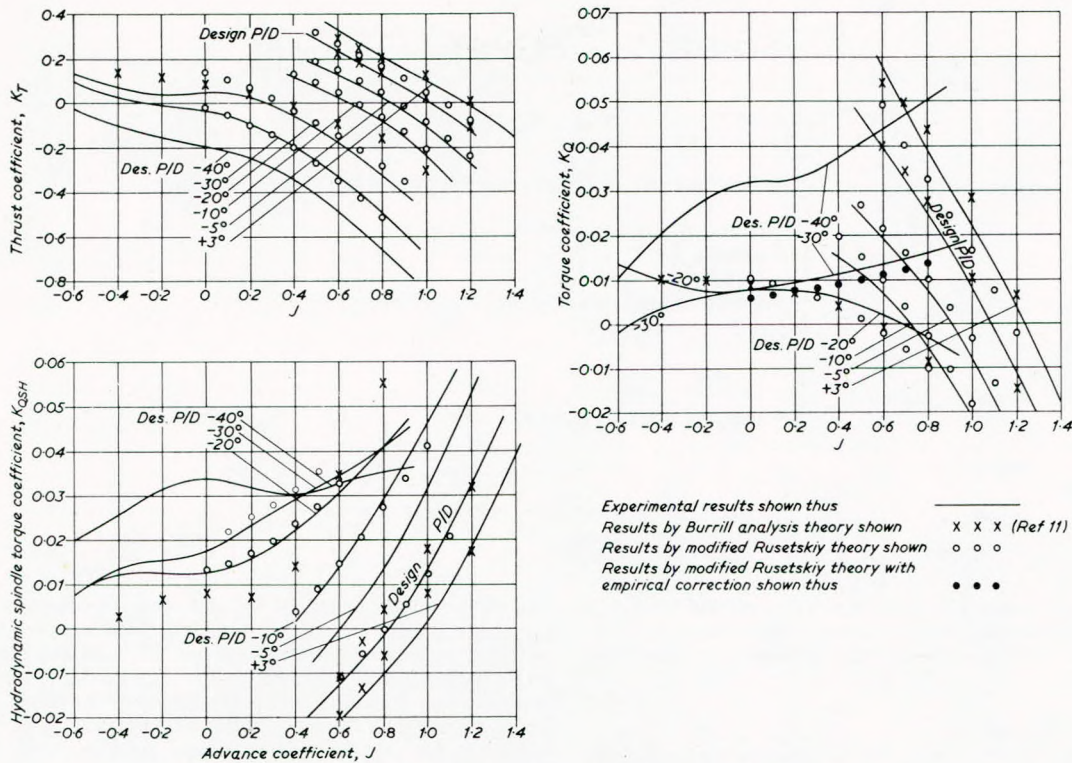 0·4
0·2
0
-0·2
-0·4
-0·6
-0·8
Thrust coefficient, KT
Design P/D
Des. P/D -40°
-30°
-20°
-10°
-5°
+3°
-0·6 -0·4 -0·2 0 0·2 0·4 0·6 0·8 1·0 1·2 1·4
J
0·07
0·06
0·05
0·04
0·03
0·02
0·01
0
-0·01
-0·02
Torque coefficient, KQ
Des. P/D -40°
-30°
Design P/D
-20°
-30°
Des. P/D -20°
-10°
-5°
+3°
-0·6 -0·4 -0·2 0 0·2 0·4 0·6 0·8 1·0 1·2 1·4
J
0·06
0·05
0·04
0·03
0·02
0·01
0
-0·01
-0·02
Hydrodynamic spindle torque coefficient, KQSH
Des. P/D -40°
-30°
-20°
Design P/D
Des. P/D -10°
-5°
+3°
-0·6 -0·4 -0·2 0 0·2 0·4 0·6 0·8 1·0 1·2 1·4
Advance coefficient, J
Experimental results shown thus
Results by Burrill analysis theory shown X X X (Ref 11)
Results by modified Rusetskiy theory shown
Results by modified Rusetskiy theory with
empirical correction shown thus